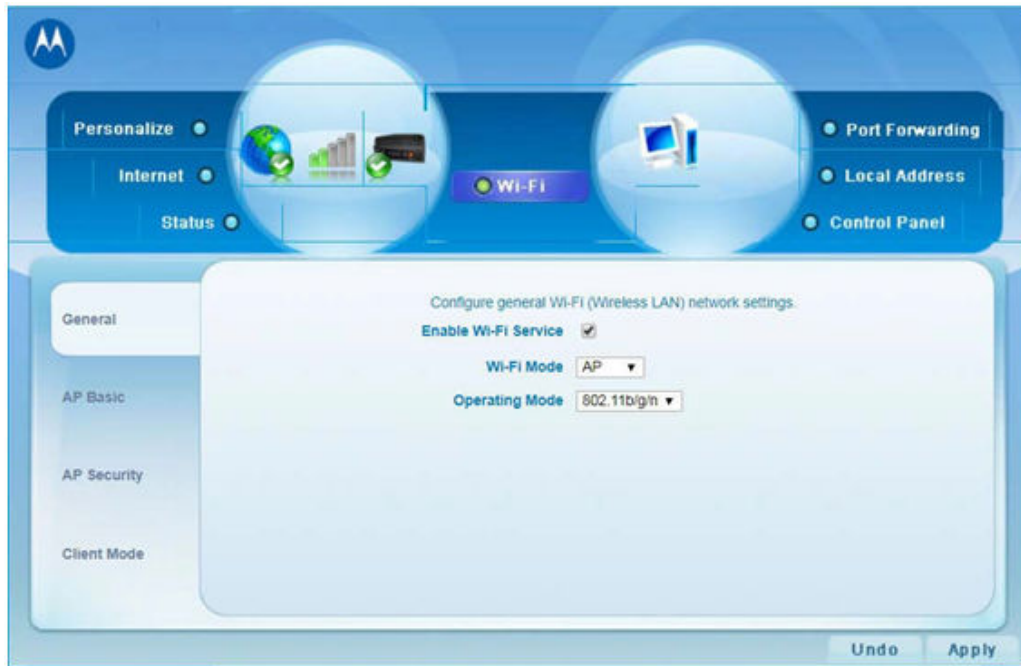 Personalize
Internet
Status
Wi-Fi
Port Forwarding
Local Address
Control Panel
General
AP Basic
AP Security
Client Mode
Configure general Wi-Fi (Wireless LAN) network settings.
Enable Wi-Fi Service
Wi-Fi Mode AP
Operating Mode 802.11b/g/n
Undo Apply